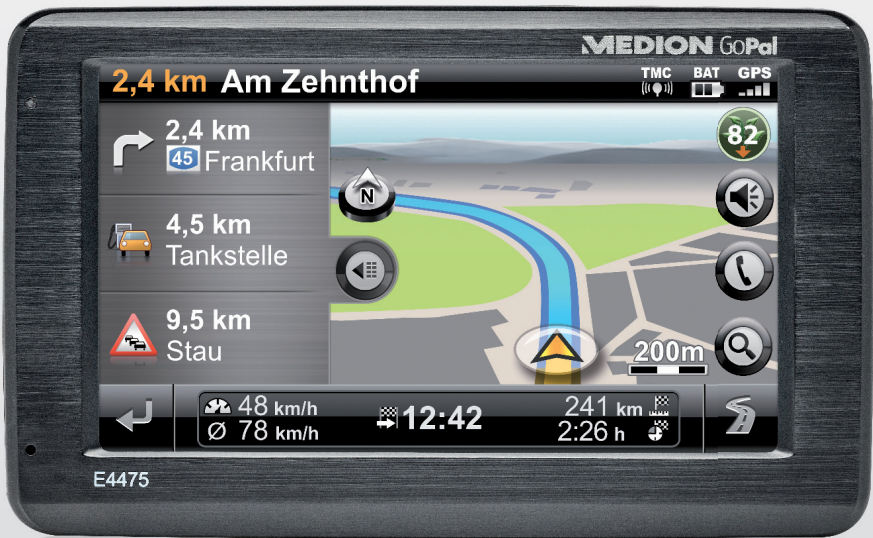 MEDION GoPal
2,4 km Am Zehnthof
TMC BAT GPS
2,4 km
45 Frankfurt
4,5 km
Tankstelle
9,5 km
Stau
82
N
200m
48 km/h
Ø 78 km/h
12:42
241 km
2:26 h
E4475